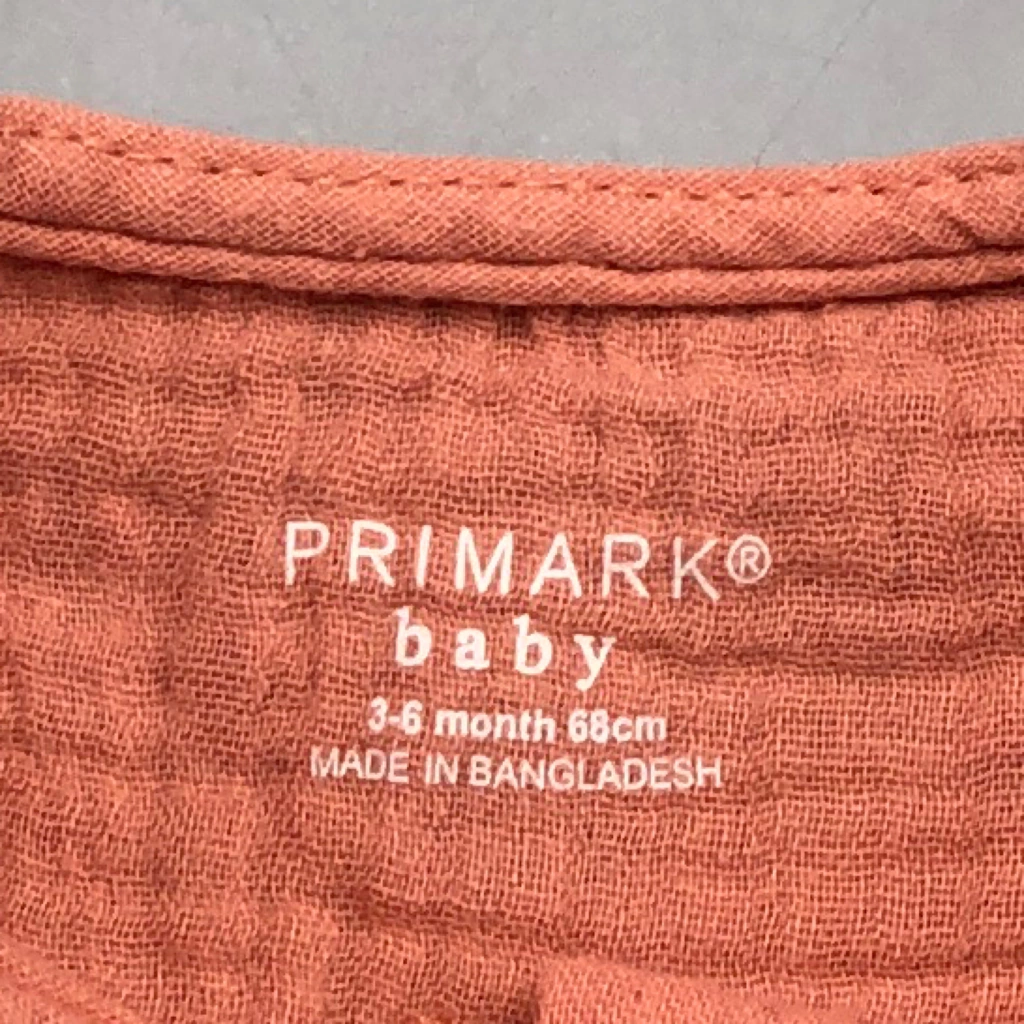 PRIMARK®
baby
3-6 month 68cm
MADE IN BANGLADESH